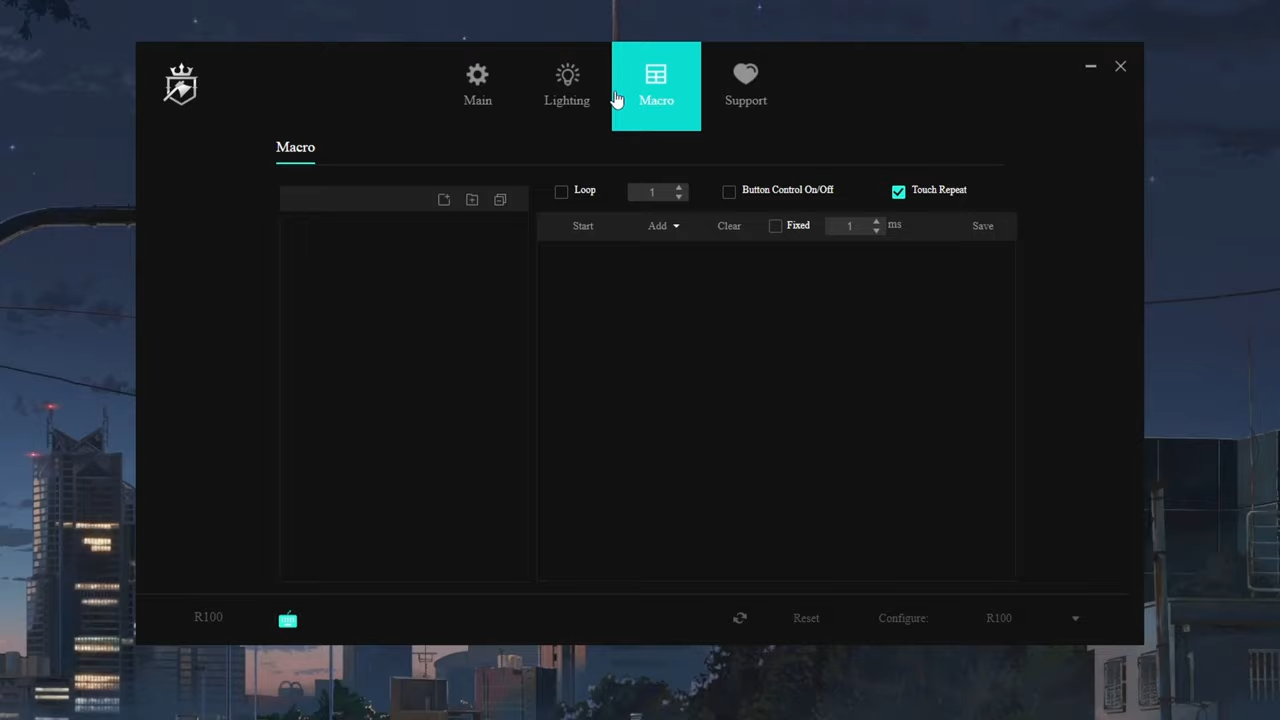 Main
Lighting
Macro
Support
Macro
Loop
1
Button Control On/Off
Touch Repeat
Start
Add
Clear
Fixed
1
ms
Save
R100
Reset
Configure:
R100